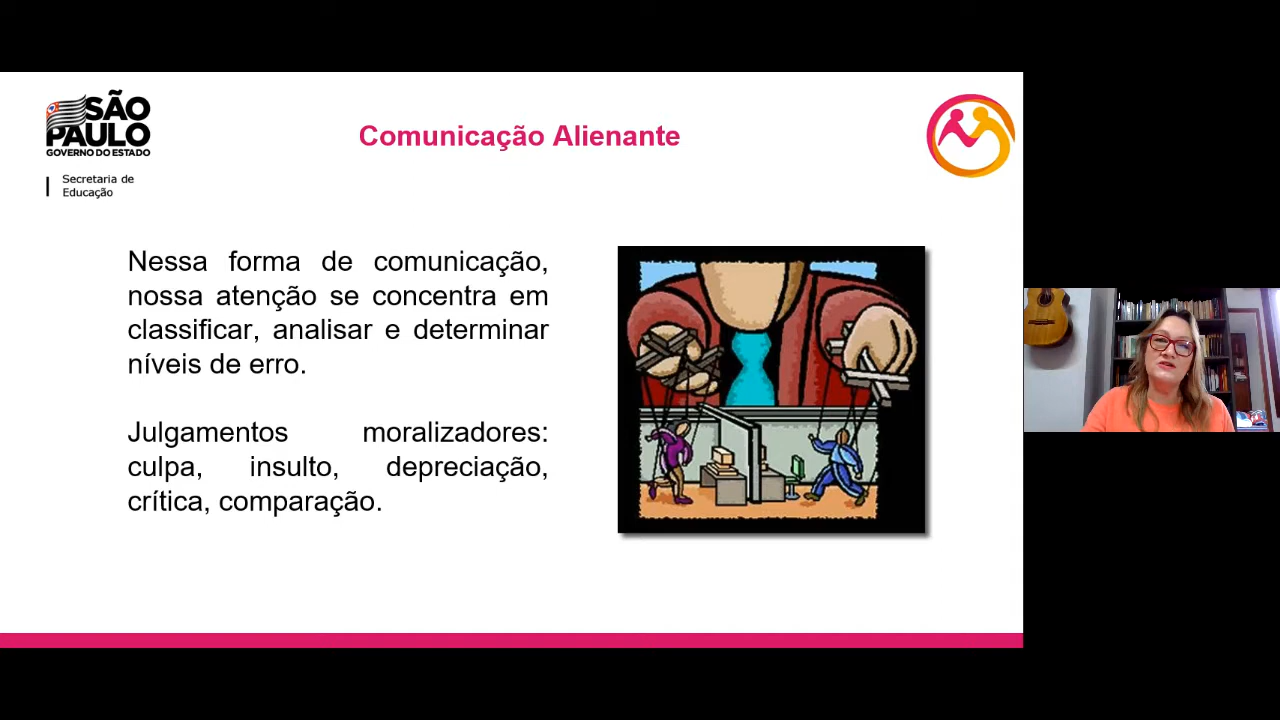 SÃO
PAULO
GOVERNO DO ESTADO
Secretaria de
Educação
Comunicação Alienante
Nessa forma de comunicação,
nossa atenção se concentra em
classificar, analisar e determinar
níveis de erro.
Julgamentos moralizadores:
culpa, insulto, depreciação,
crítica, comparação.